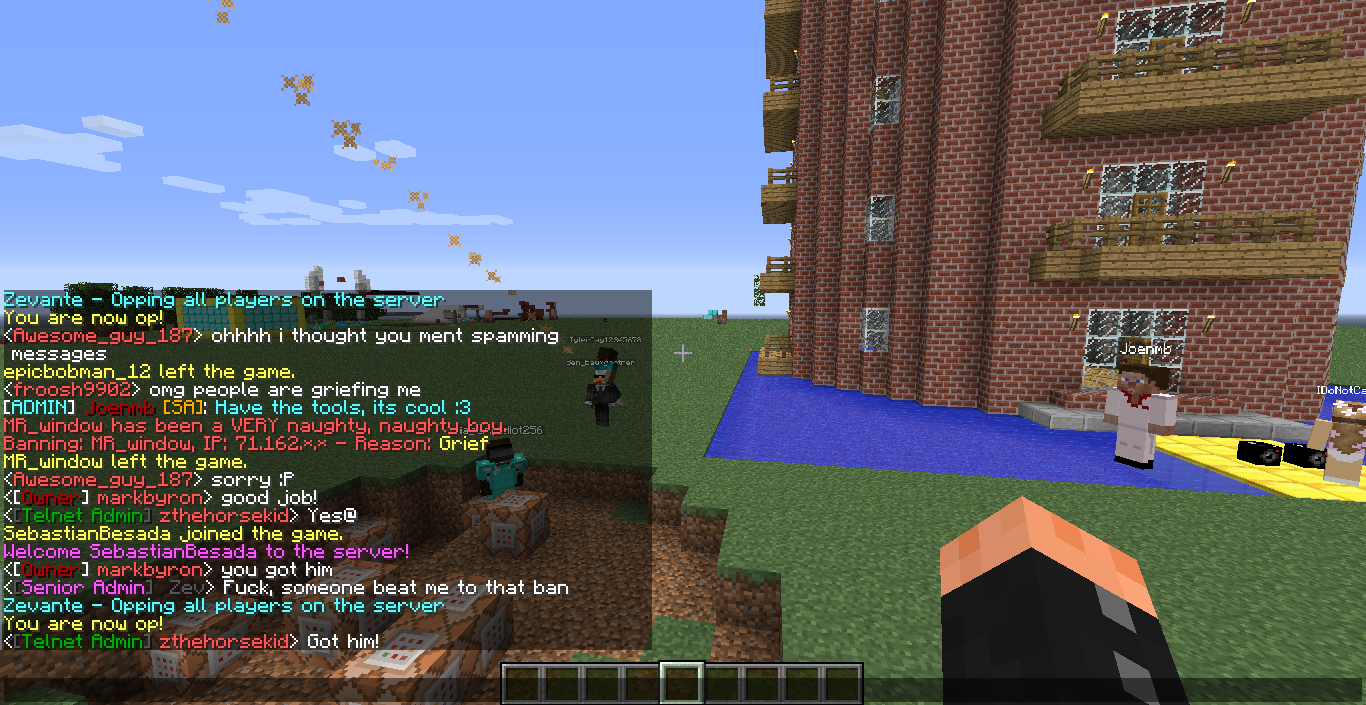 Zevante - Opping all players on the server
You are now op!
<Awesome_guy_187> ohhhh i thought you ment spamming
messages
epicbobman_12 left the game.
<froosh9902> omg people are griefing me
[ADMIN] Joenmb [SA]: Have the tools, its cool :3
MR_window has been a VERY naughty, naughty boy.
Banning: MR_window, IP: 71.162.*.* - Reason: Grief
MR_window left the game.
<Awesome_guy_187> sorry :P
<[Owner] markbyron> good job!
<[Telnet Admin] zthehorsekid> Yes@
SebastianBesada joined the game.
Welcome SebastianBesada to the server!
<[Owner] markbyron> you got him
<[Senior Admin] Zev> Fuck, someone beat me to that ban
Zevante - Opping all players on the server
You are now op!
<[Telnet Admin] zthehorsekid> Got him!
TylerJay12345678
Joenmb
IDoNotCa